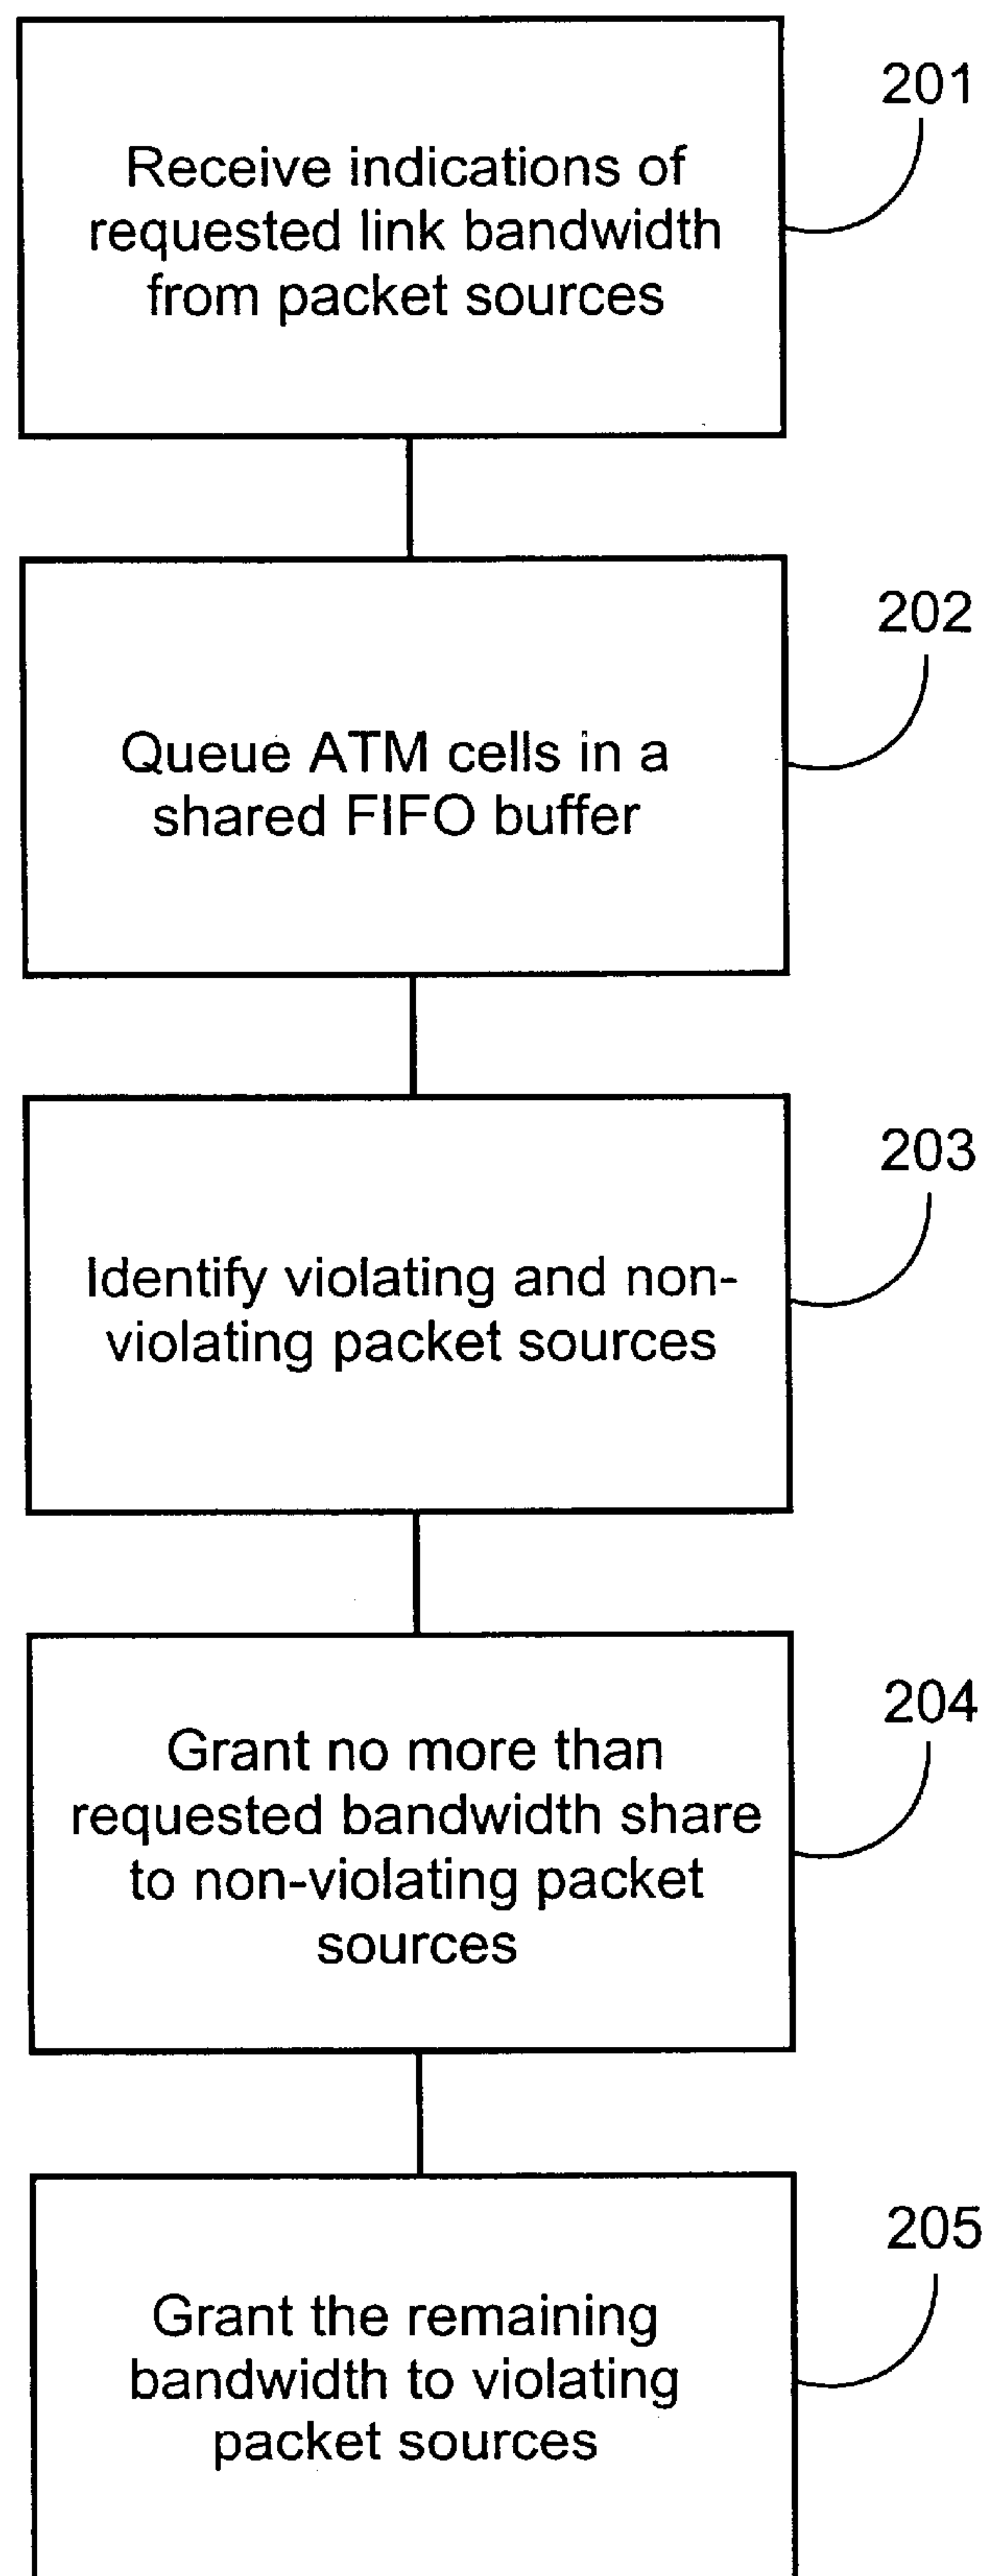 201
Receive indications of
requested link bandwidth
from packet sources
202
Queue ATM cells in a
shared FIFO buffer
203
Identify violating and non-
violating packet sources
204
Grant no more than
requested bandwidth share
to non-violating packet
sources
205
Grant the remaining
bandwidth to violating
packet sources